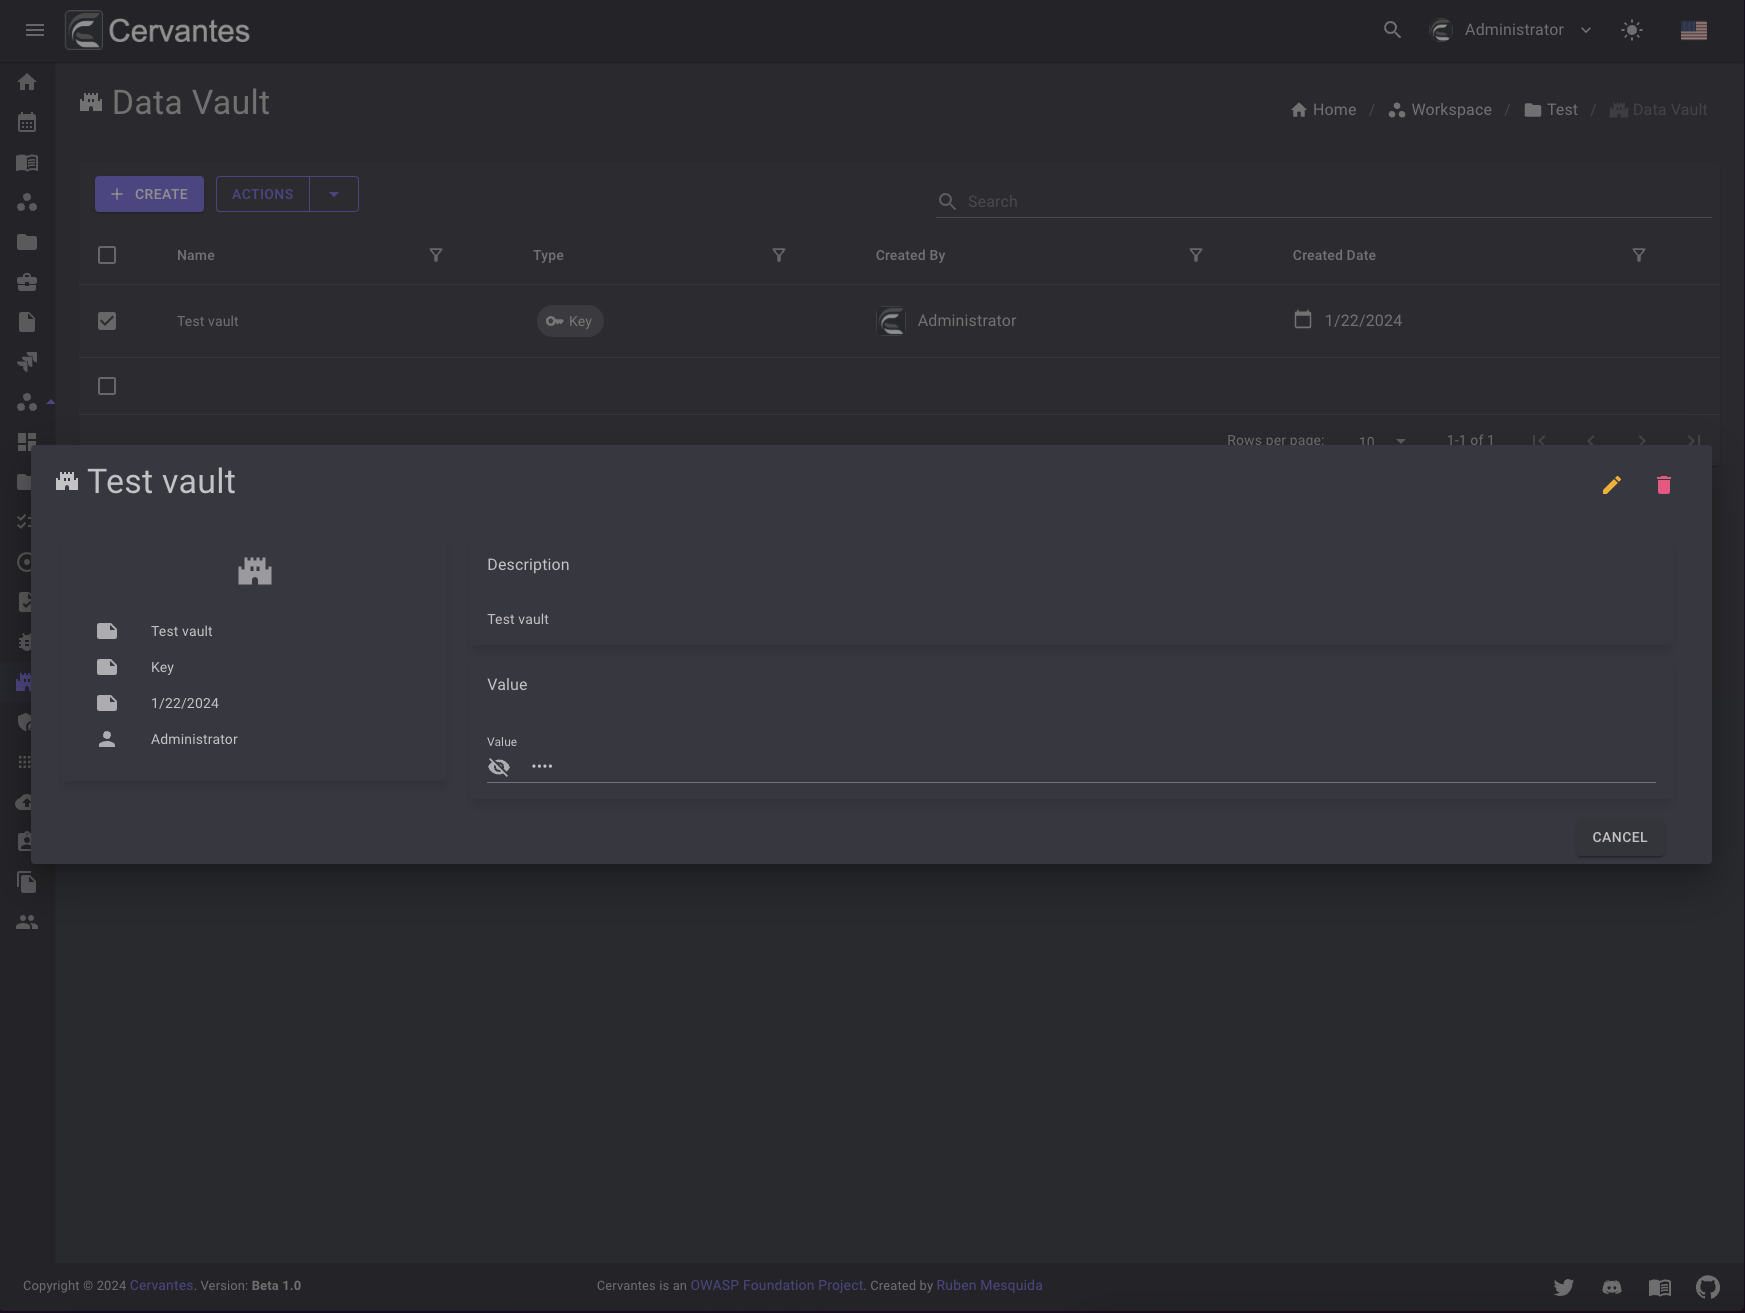 Cervantes
Administrator
Data Vault
Home / Workspace / Test / Data Vault
CREATE ACTIONS
Search
Name Type Created By Created Date
Test vault Key Administrator 1/22/2024
Rows per page: 10 1-1 of 1
Test vault
Test vault
Key
1/22/2024
Administrator
Description
Test vault
Value
Value
••••
CANCEL
Copyright © 2024 Cervantes. Version: Beta 1.0
Cervantes is an OWASP Foundation Project. Created by Ruben Mesquida